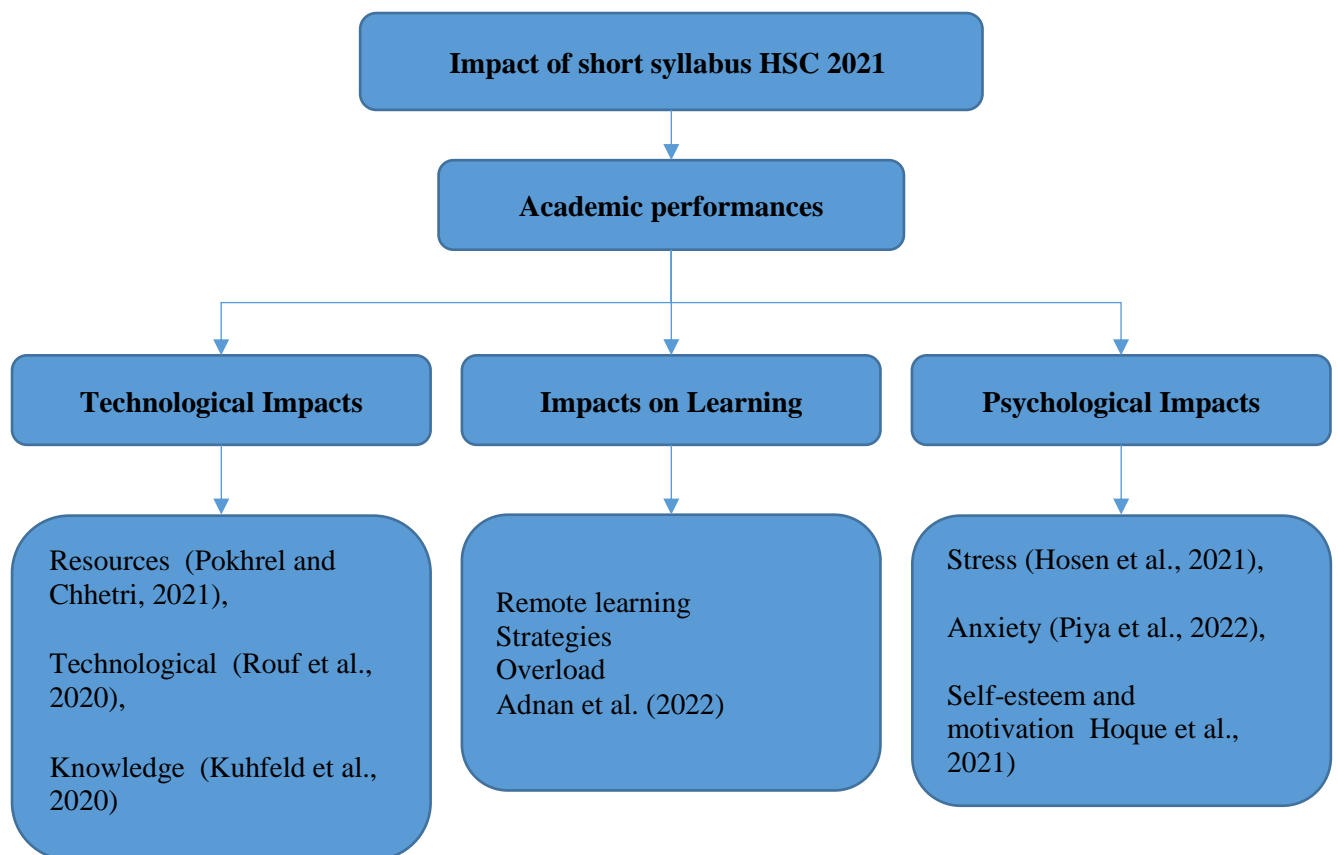 Impact of short syllabus HSC 2021
Academic performances
Technological Impacts
Impacts on Learning
Psychological Impacts
Resources  (Pokhrel and
Chhetri, 2021),
Technological  (Rouf et al.,
2020),
Knowledge  (Kuhfeld et al.,
2020)
Remote learning
Strategies
Overload
Adnan et al. (2022)
Stress (Hosen et al., 2021),
Anxiety (Piya et al., 2022),
Self-esteem and
motivation  Hoque et al.,
2021)